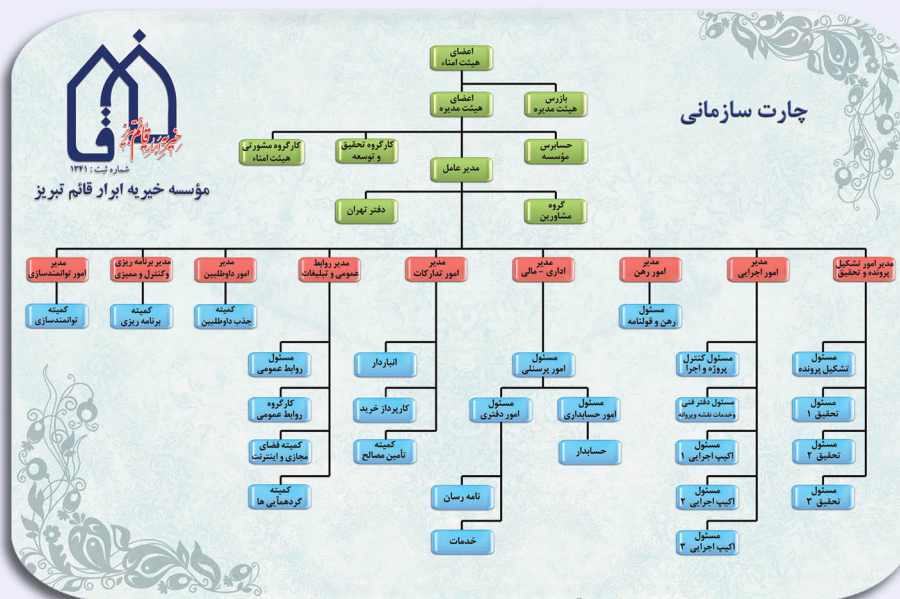 چارت سازمانی
خیریه ابرار قائم تبریز
شماره ثبت : ۱۳۴۱
مؤسسه خیریه ابرار قائم تبریز
اعضای
هیئت امناء
بازرس
هیئت مدیره
اعضای
هیئت مدیره
حسابرس
مؤسسه
کارگروه تحقیق
و توسعه
کارگروه مشورتی
هیئت امناء
مدیر عامل
گروه
مشاورین
دفتر تهران
مدیر امور تشکیل
پرونده و تحقیق
مدیر
امور اجرایی
مدیر
امور رهن
مدیر
اداری - مالی
مدیر
امور تدارکات
مدیر روابط
عمومی و تبلیغات
مدیر
امور داوطلبین
مدیر برنامه ریزی
وکنترل و ممیزی
مدیر
امور توانمندسازی
مسئول
رهن و قولنامه
کمیته
جذب داوطلبین
کمیته
برنامه ریزی
کمیته
توانمندسازی
مسئول
تشکیل پرونده
مسئول
تحقیق ۱
مسئول
تحقیق ۲
مسئول
تحقیق ۳
مسئول کنترل
پروژه و اجرا
مسئول دفتر فنی
وخدمات نقشه وپروانه
مسئول
اکیپ اجرایی ۱
مسئول
اکیپ اجرایی ۲
مسئول
اکیپ اجرایی ۳
مسئول
امور پرسنلی
مسئول
امور حسابداری
مسئول
امور دفتری
حسابدار
نامه رسان
خدمات
انباردار
کارپرداز خرید
کمیته
تأمین مصالح
مسئول
روابط عمومی
کارگروه
روابط عمومی
کمیته فضای
مجازی و اینترنت
کمیته
گردهمآیی ها